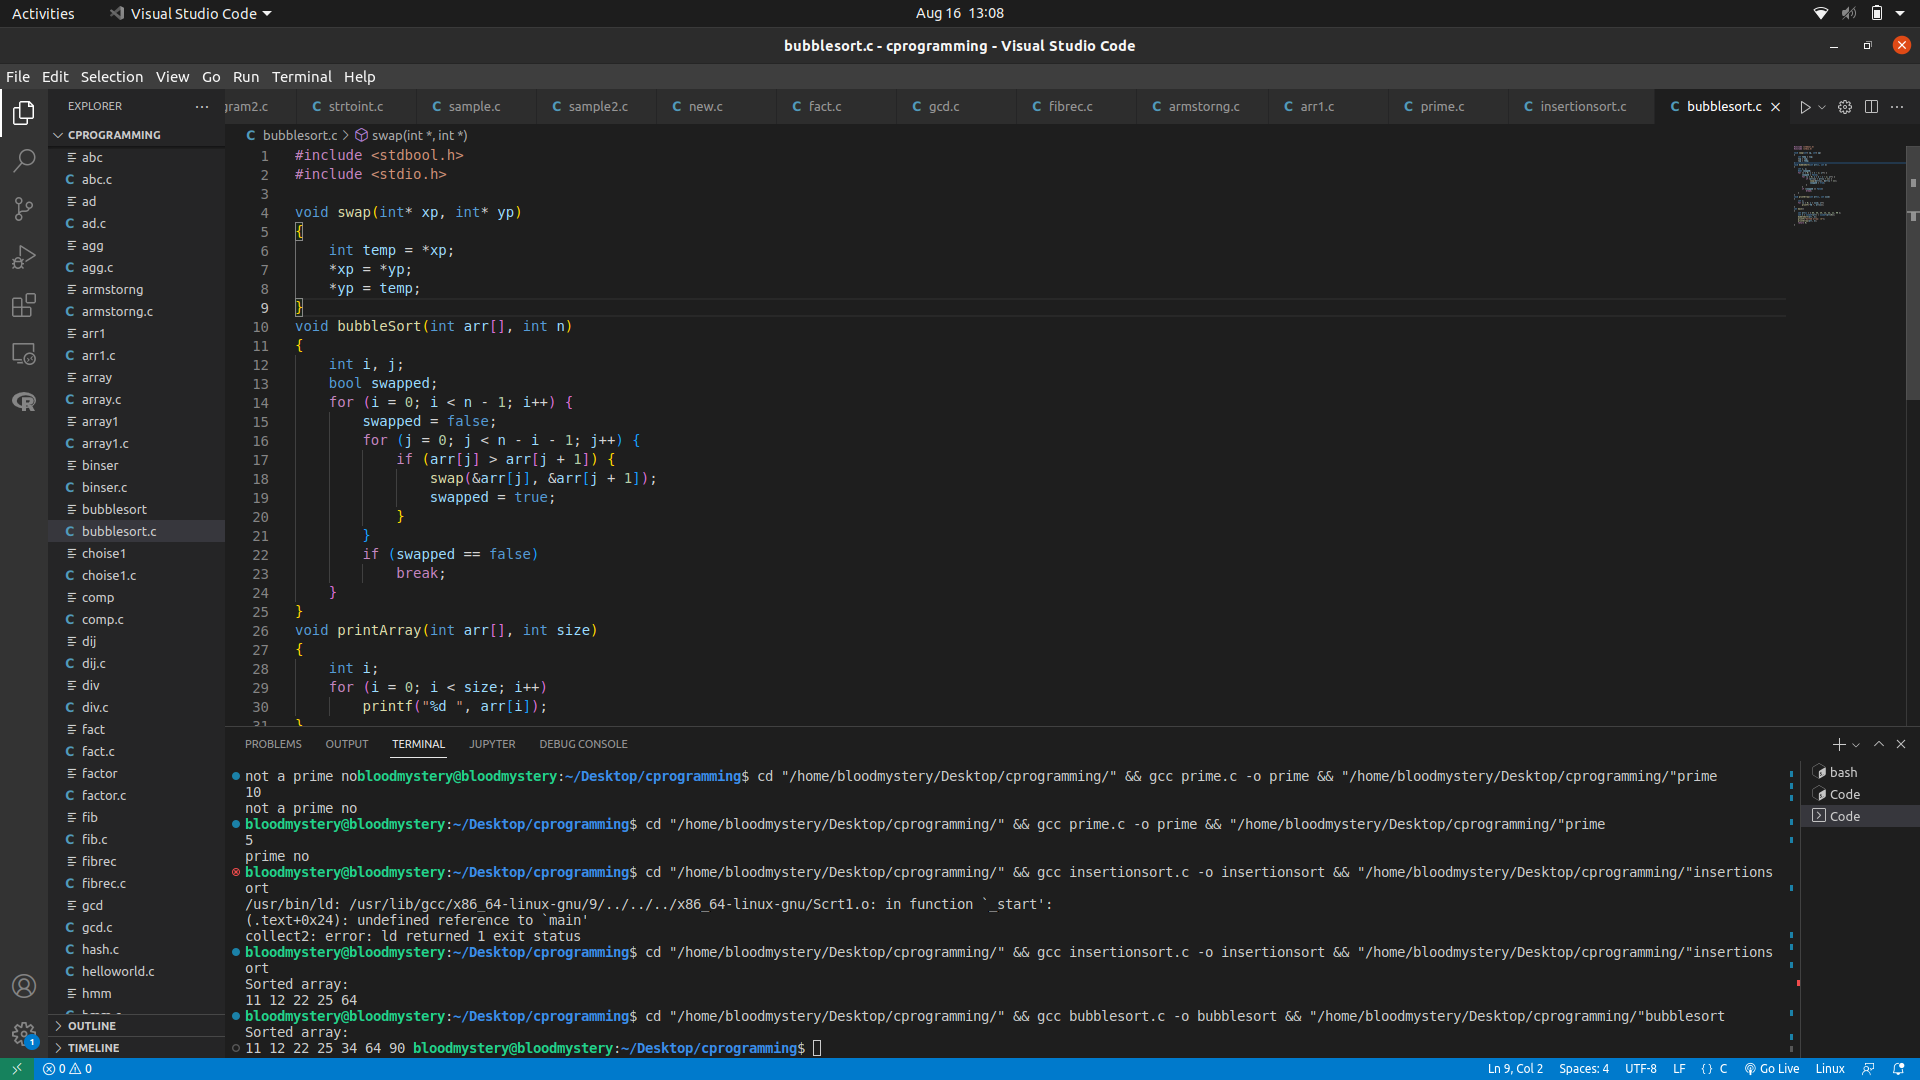 Activities
Visual Studio Code
Aug 16 13:08
bubblesort.c - cprogramming - Visual Studio Code
File Edit Selection View Go Run Terminal Help
EXPLORER
CPROGRAMMING
abc
abc.c
ad
ad.c
agg
agg.c
armstorng
armstorng.c
arr1
arr1.c
array
array.c
array1
array1.c
binser
binser.c
bubblesort
bubblesort.c
choise1
choise1.c
comp
comp.c
dij
dij.c
div
div.c
fact
fact.c
factor
factor.c
fib
fib.c
fibrec
fibrec.c
gcd
gcd.c
hash.c
helloworld.c
hmm
OUTLINE
TIMELINE
gram2.c strtoint.c sample.c sample2.c new.c fact.c gcd.c fibrec.c armstorng.c arr1.c prime.c insertionsort.c bubblesort.c
bubblesort.c > swap(int *, int *)
1 #include <stdbool.h>
2 #include <stdio.h>
3
4 void swap(int* xp, int* yp)
5 {
6 int temp = *xp;
7 *xp = *yp;
8 *yp = temp;
9 }
10 void bubbleSort(int arr[], int n)
11 {
12 int i, j;
13 bool swapped;
14 for (i = 0; i < n - 1; i++) {
15 swapped = false;
16 for (j = 0; j < n - i - 1; j++) {
17 if (arr[j] > arr[j + 1]) {
18 swap(&arr[j], &arr[j + 1]);
19 swapped = true;
20 }
21 }
22 if (swapped == false)
23 break;
24 }
25 }
26 void printArray(int arr[], int size)
27 {
28 int i;
29 for (i = 0; i < size; i++)
30 printf("%d ", arr[i]);
31 }
PROBLEMS OUTPUT TERMINAL JUPYTER DEBUG CONSOLE
not a prime nobloodmystery@bloodmystery:~/Desktop/cprogramming$ cd "/home/bloodmystery/Desktop/cprogramming/" && gcc prime.c -o prime && "/home/bloodmystery/Desktop/cprogramming/"prime
10
not a prime no
bloodmystery@bloodmystery:~/Desktop/cprogramming$ cd "/home/bloodmystery/Desktop/cprogramming/" && gcc prime.c -o prime && "/home/bloodmystery/Desktop/cprogramming/"prime
5
prime no
bloodmystery@bloodmystery:~/Desktop/cprogramming$ cd "/home/bloodmystery/Desktop/cprogramming/" && gcc insertionsort.c -o insertionsort && "/home/bloodmystery/Desktop/cprogramming/"insertions
ort
/usr/bin/ld: /usr/lib/gcc/x86_64-linux-gnu/9/../../../x86_64-linux-gnu/Scrt1.o: in function `_start':
(.text+0x24): undefined reference to `main'
collect2: error: ld returned 1 exit status
bloodmystery@bloodmystery:~/Desktop/cprogramming$ cd "/home/bloodmystery/Desktop/cprogramming/" && gcc insertionsort.c -o insertionsort && "/home/bloodmystery/Desktop/cprogramming/"insertions
ort
Sorted array:
11 12 22 25 64
bloodmystery@bloodmystery:~/Desktop/cprogramming$ cd "/home/bloodmystery/Desktop/cprogramming/" && gcc bubblesort.c -o bubblesort && "/home/bloodmystery/Desktop/cprogramming/"bubblesort
Sorted array:
11 12 22 25 34 64 90 bloodmystery@bloodmystery:~/Desktop/cprogramming$
bash
Code
Code
1
0 0
Ln 9, Col 2 Spaces: 4 UTF-8 LF {} C Go Live Linux